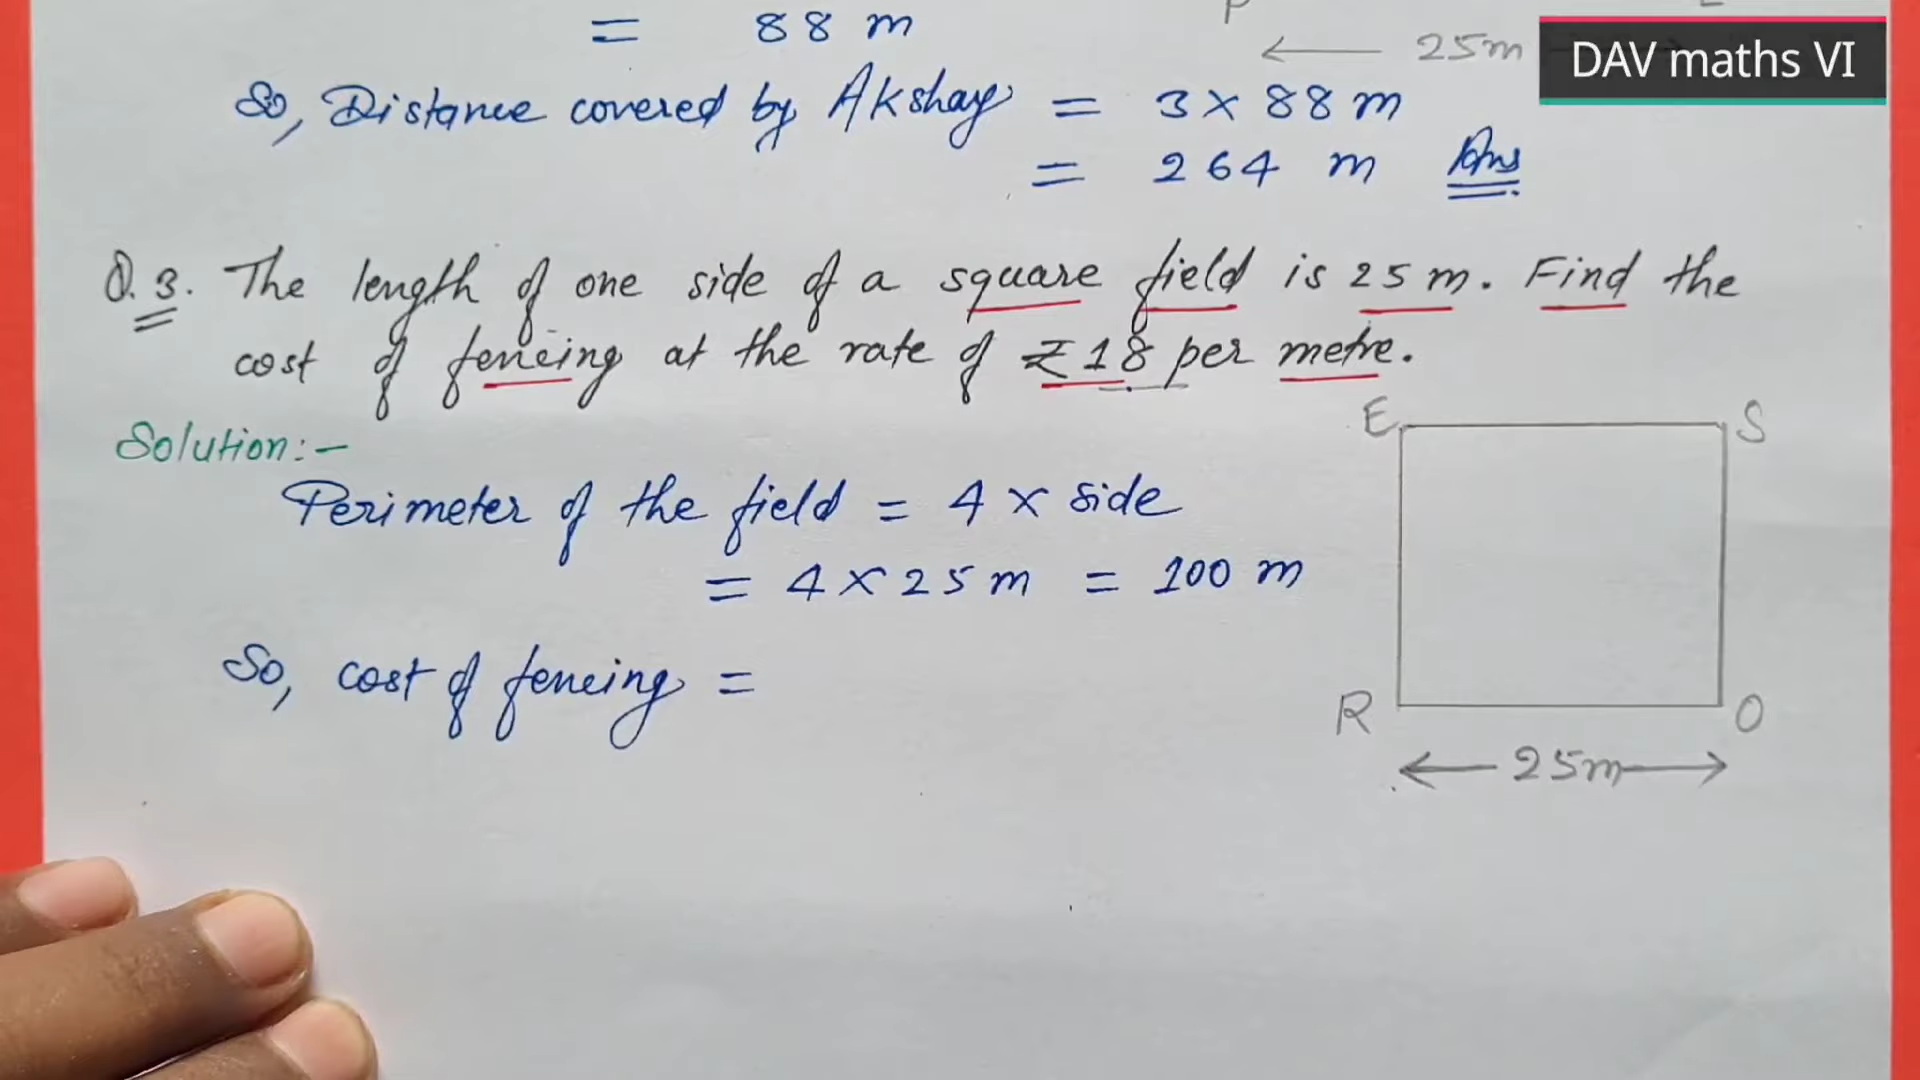 = 88 m
25m
DAV maths VI
So, Distance covered by Akshay = 3 × 88 m
= 264 m Ans
Q.3. The length of one side of a square field is 25 m. Find the
cost of fencing at the rate of ₹18 per metre.
Solution:-
E S
Perimeter of the field = 4 × side
= 4 × 25 m = 100 m
So, cost of fencing =
R O
25m